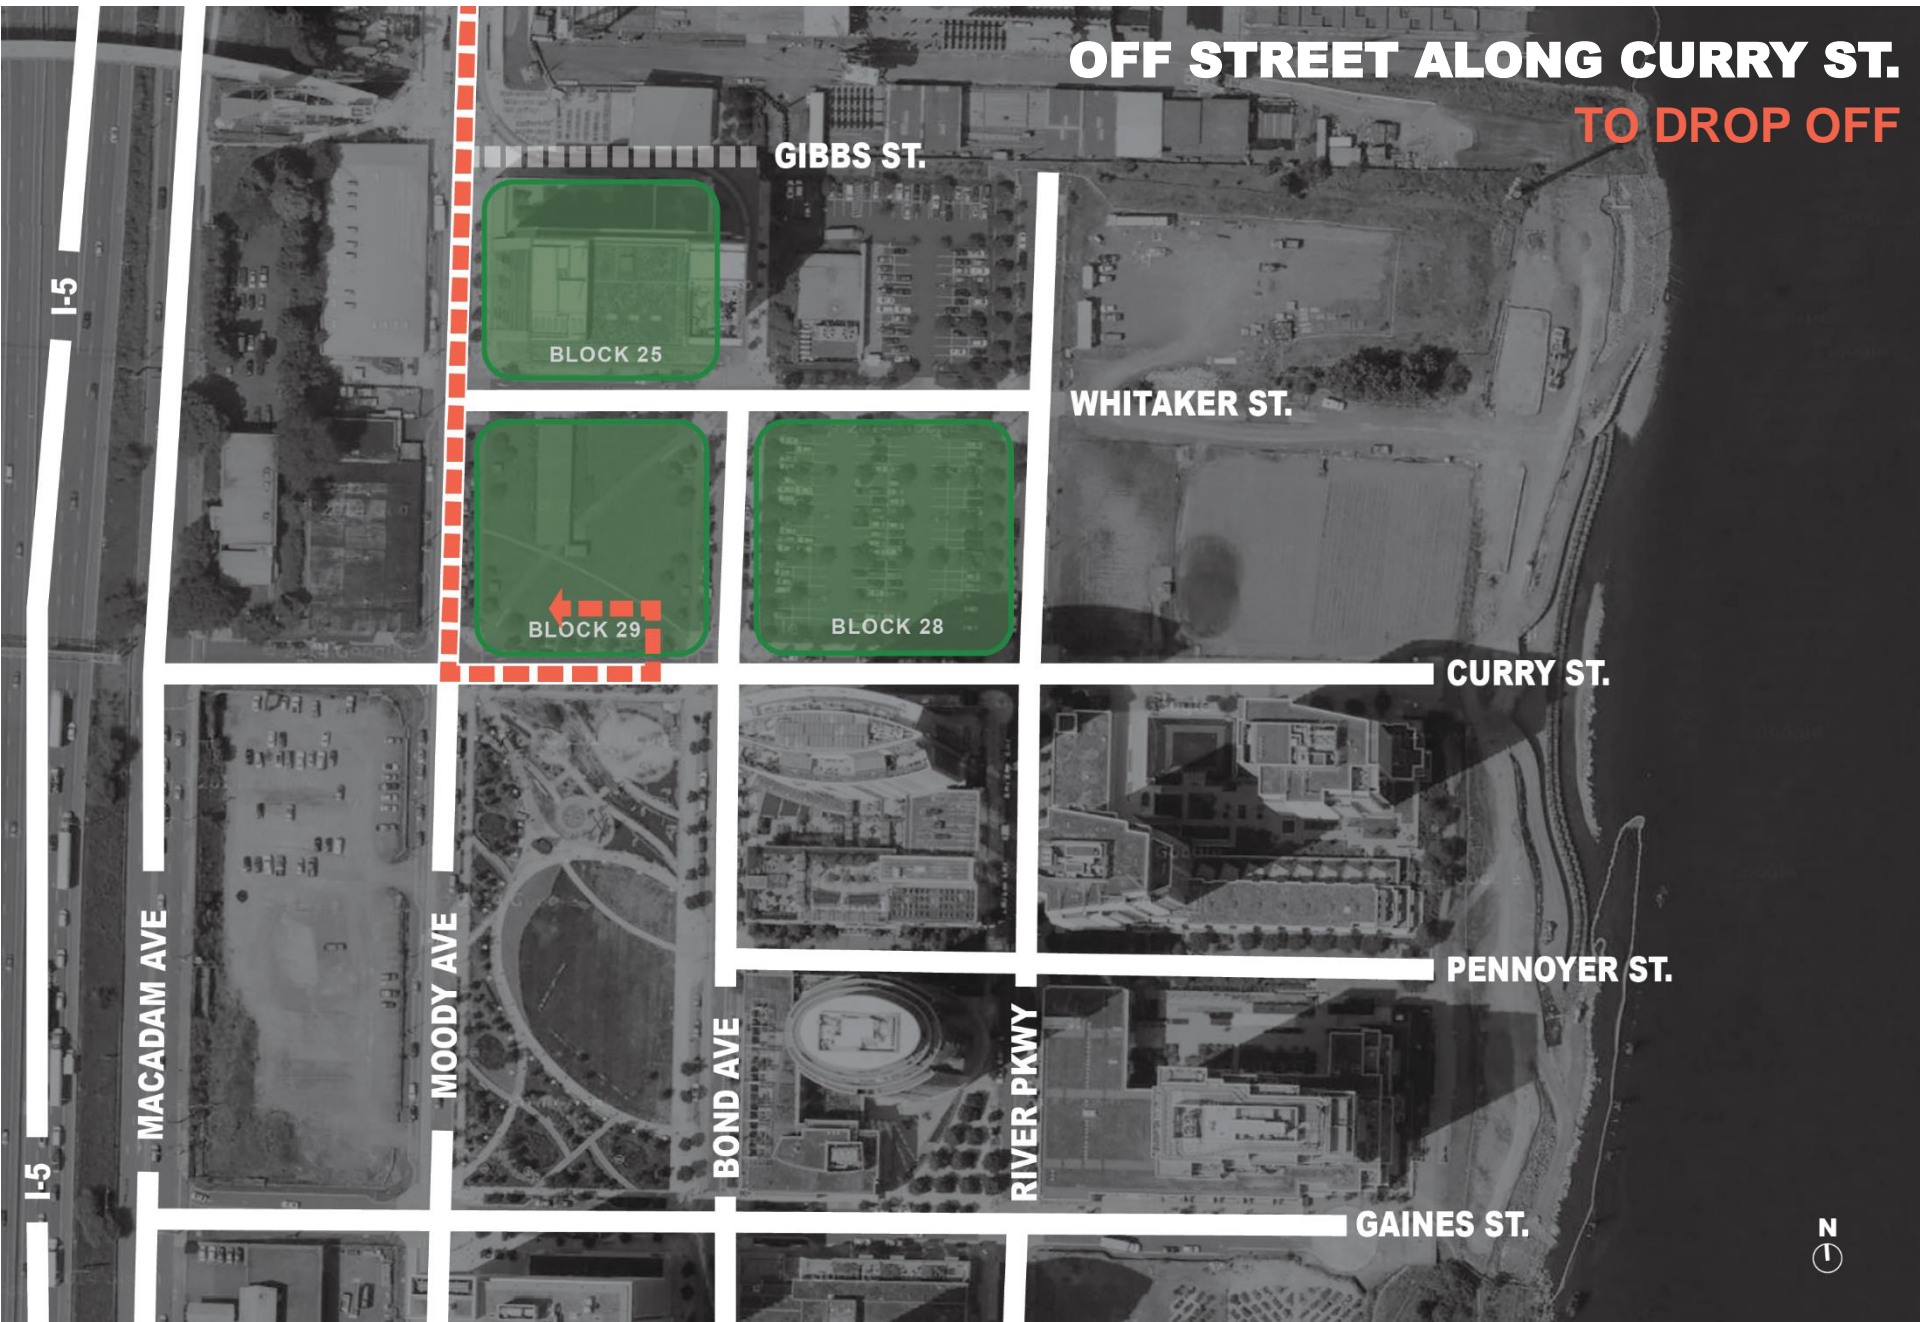 OFF STREET ALONG CURRY ST.
TO DROP OFF
GIBBS ST.
I-5
BLOCK 25
WHITAKER ST.
BLOCK 29
BLOCK 28
CURRY ST.
MACADAM AVE
MOODY AVE
PENNOYER ST.
BOND AVE
RIVER PKWY
I-5
GAINES ST.
N